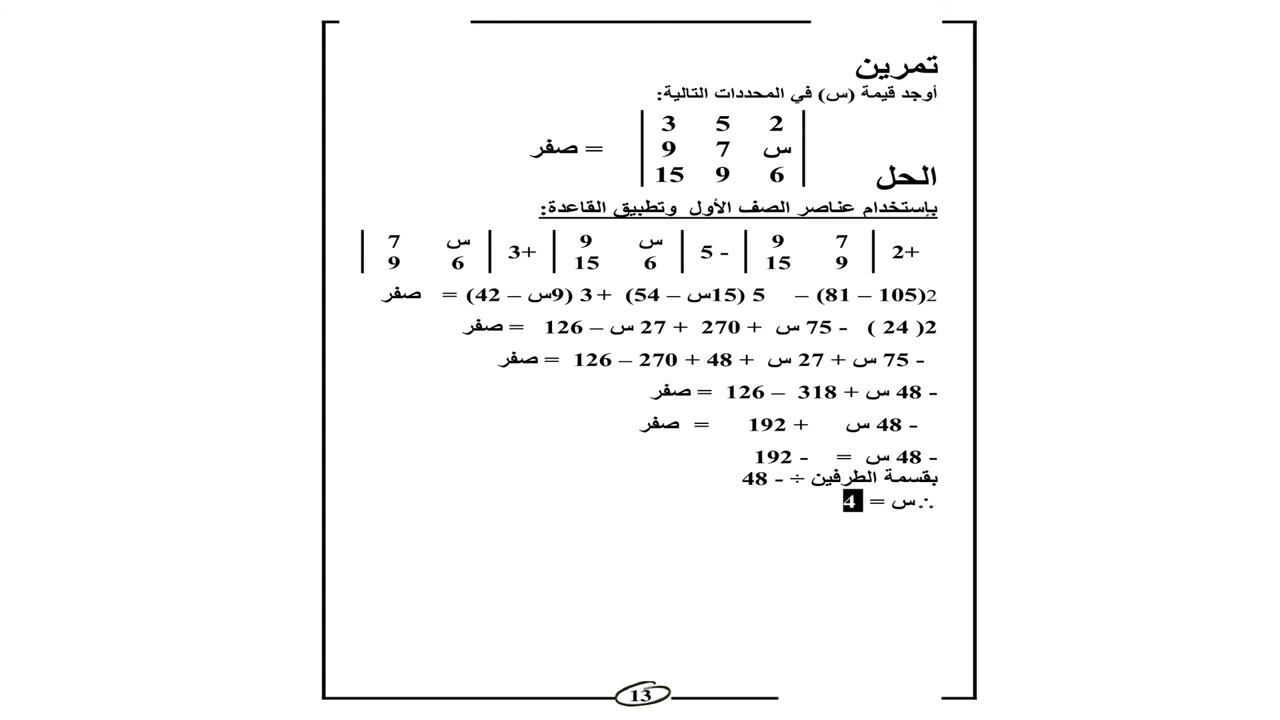 تمرين
أوجد قيمة (س) في المحددات التالية:
| 2 5 3 |
| س 7 9 | = صفر
| 6 9 15 |
الحل
بإستخدام عناصر الصف الأول وتطبيق القاعدة:
+2 | 7 9 | - 5 | س 9 | +3 | س 7 |
| 9 15 | | 6 15 | | 6 9 |
2(105 – 81) – 5 (15س – 54) + 3 (9س – 42) = صفر
2( 24 ) - 75 س + 270 + 27 س – 126 = صفر
- 75 س + 27 س + 48 + 270 – 126 = صفر
- 48 س + 318 – 126 = صفر
- 48 س + 192 = صفر
- 48 س = - 192
بقسمة الطرفين ÷ - 48
∴ س = 4
13